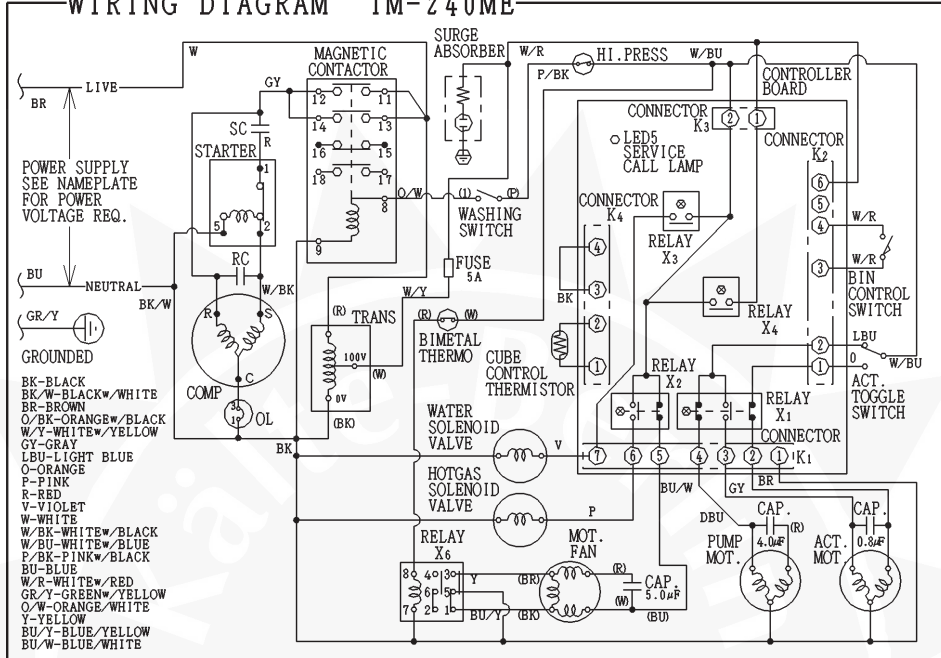 WIRING DIAGRAM IM-240ME
W
LIVE
BR
POWER SUPPLY
SEE NAMEPLATE
FOR POWER
VOLTAGE REQ.
BU
NEUTRAL
GR/Y
GROUNDED
BK-BLACK
BK/W-BLACKw/WHITE
BR-BROWN
O/BK-ORANGEw/BLACK
W/Y-WHITEw/YELLOW
GY-GRAY
LBU-LIGHT BLUE
O-ORANGE
P-PINK
R-RED
V-VIOLET
W-WHITE
W/BK-WHITEw/BLACK
W/BU-WHITEw/BLUE
P/BK-PINKw/BLACK
BU-BLUE
W/R-WHITEw/RED
GR/Y-GREENw/YELLOW
O/W-ORANGE/WHITE
Y-YELLOW
BU/Y-BLUE/YELLOW
BU/W-BLUE/WHITE
GY
SC
R
STARTER
1
5
2
RC
BK/W
W/BK
R
S
C
COMP
3
1
OL
MAGNETIC
CONTACTOR
12
11
14
13
16
15
18
17
8
9
O/W
(1)
(P)
WASHING
SWITCH
SURGE
ABSORBER
W/R
P/BK
HI.PRESS
W/BU
FUSE
5A
W/Y
(R)
TRANS
100V
(W)
0V
(BK)
BK
(R)
(W)
BIMETAL
THERMO
CONTROLLER
BOARD
CONNECTOR
K3
2
1
LED5
SERVICE
CALL LAMP
CONNECTOR
K2
6
5
4
3
2
1
W/R
W/R
BIN
CONTROL
SWITCH
LBU
O
W/BU
ACT.
TOGGLE
SWITCH
CONNECTOR
K4
4
3
2
1
BK
CUBE
CONTROL
THERMISTOR
RELAY
X3
RELAY
X4
RELAY
X2
RELAY
X1
CONNECTOR
K1
7
6
5
4
3
2
1
WATER
SOLENOID
VALVE
V
HOTGAS
SOLENOID
VALVE
P
BU/W
DBU
GY
BR
RELAY
X6
8
4
3
6
5
7
2
1
Y
(BR)
BU/Y
(BK)
MOT.
FAN
(R)
(W)
CAP.
5.0μF
(BU)
CAP.
4.0μF
(R)
PUMP
MOT.
CAP.
0.8μF
ACT.
MOT.